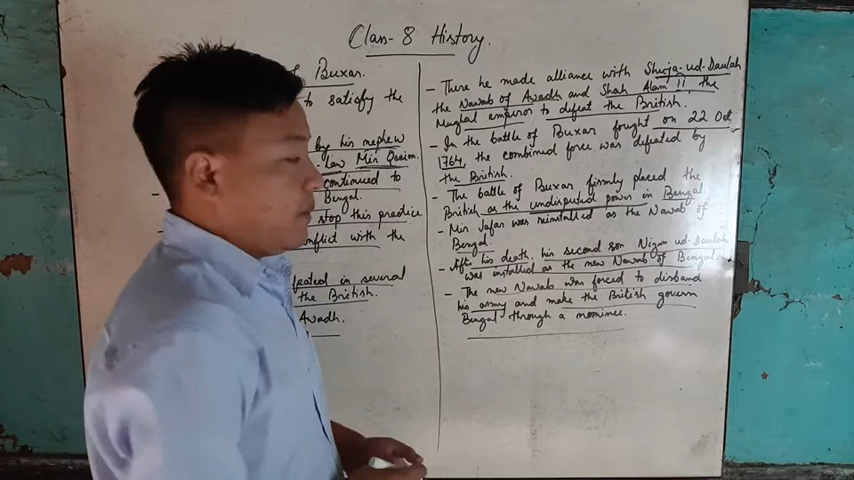 Class- 8 History.
Buxar.
to satisfy the
by his nephew
-law Mir Qasim.
continued to
Bengal.
stop this practice
conflict with the
defeated in several
the British.
Awadh.
- There he made alliance with Shuja-ud-Daulah
the Nawab of Awadh and Shah Alam II, the
Mughal emperor to defeat the British.
- In the battle of Buxar fought on 22 Oct,
1764, the combined force was defeated by
the British.
- The battle of Buxar firmly placed the
British as the undisputed power in Bengal.
- Mir Jafar was reinstalled as the Nawab of
Bengal.
- After his death, his second son Nizam ud-Daulah
was installed as the new Nawab of Bengal.
- The new Nawab was forced to disband
his army and make the British govern
Bengal through a nominee.